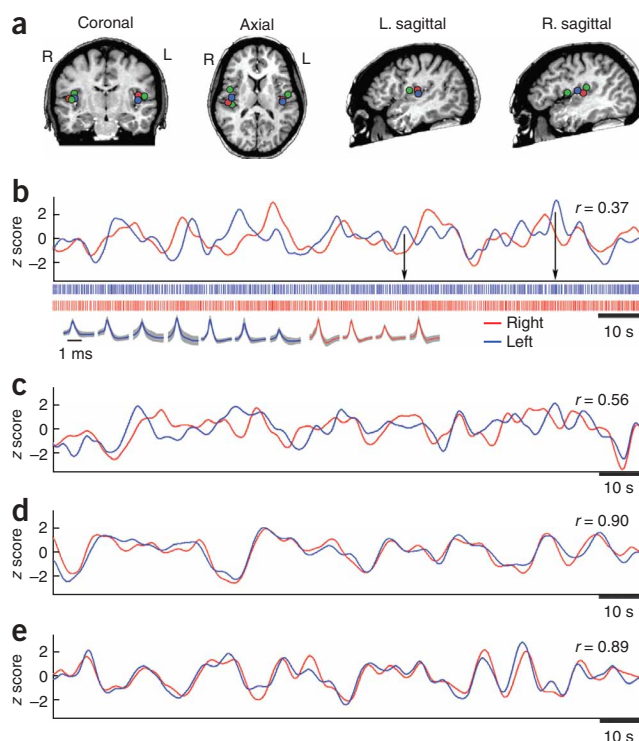 a
Coronal Axial L. sagittal R. sagittal
R L R L
b
z score
2
0
−2
r = 0.37
Right
Left
1 ms
10 s
c
z score
2
0
−2
r = 0.56
10 s
d
z score
2
0
−2
r = 0.90
10 s
e
z score
2
0
−2
r = 0.89
10 s